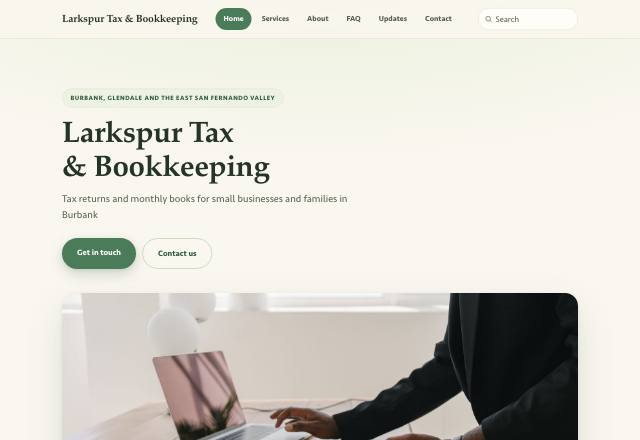 Larkspur Tax & Bookkeeping
Home
Services
About
FAQ
Updates
Contact
Search
BURBANK, GLENDALE AND THE EAST SAN FERNANDO VALLEY
Larkspur Tax
& Bookkeeping
Tax returns and monthly books for small businesses and families in
Burbank
Get in touch
Contact us